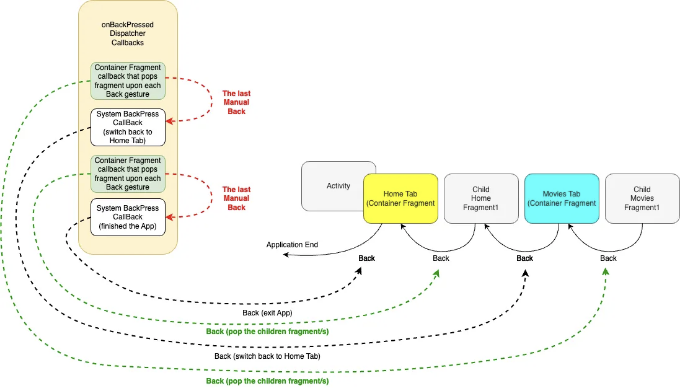 onBackPressed
Dispatcher
Callbacks
Container Fragment
callback that pops
fragment upon each
Back gesture
The last
Manual
Back
System BackPress
CallBack
(switch back to
Home Tab)
Container Fragment
callback that pops
fragment upon each
Back gesture
The last
Manual
Back
System BackPress
CallBack
(finished the App)
Activity
Home Tab
(Container Fragment
Child
Home
Fragment1
Movies Tab
(Container Fragment
Child
Movies
Fragment1
Application End
Back
Back
Back
Back
Back (exit App)
Back (pop the children fragment/s)
Back (switch back to Home Tab)
Back (pop the children fragment/s)